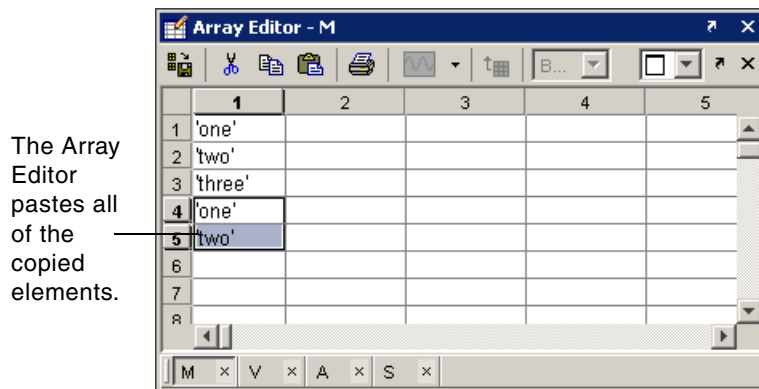 Array Editor - M
B...
1 2 3 4 5
1 'one'
2 'two'
3 'three'
4 'one'
5 'two'
6
7
8
M V A S
The Array
Editor
pastes all
of the
copied
elements.